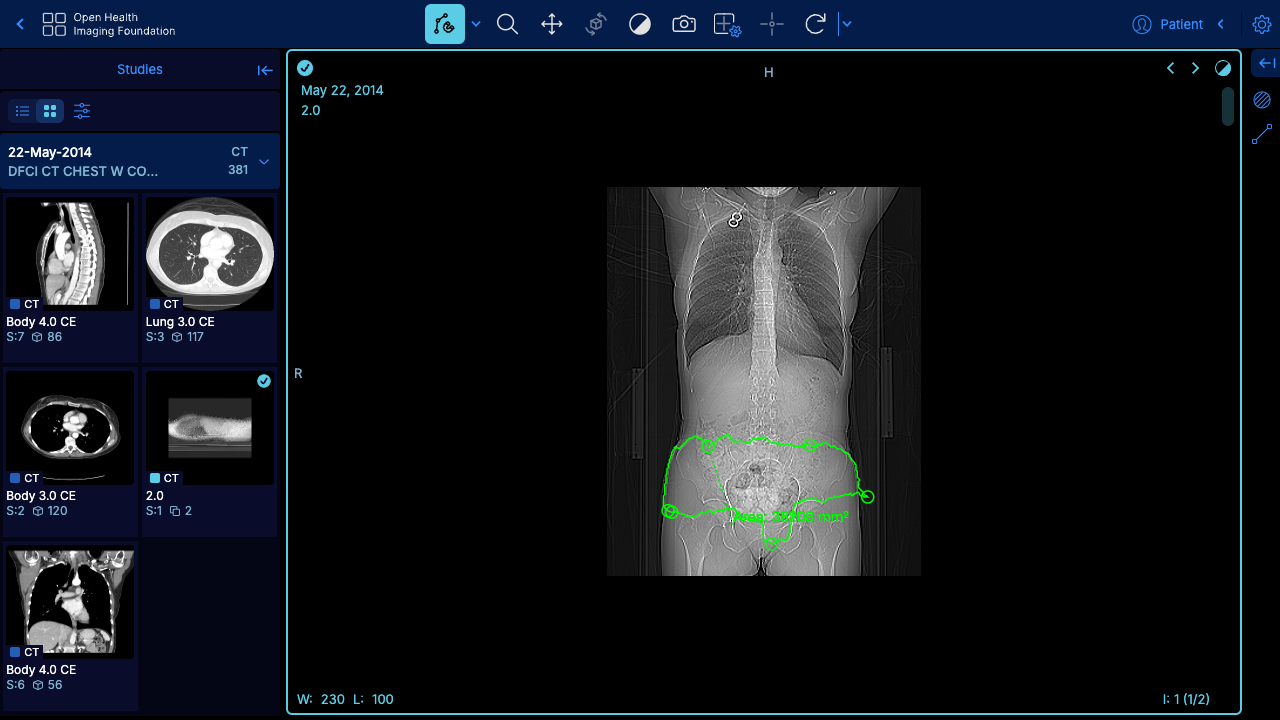 Open Health
Imaging Foundation
Patient
Studies
22-May-2014
CT
DFCI CT CHEST W CO...
381
CT
Body 4.0 CE
S:7
86
CT
Lung 3.0 CE
S:3
117
CT
Body 3.0 CE
S:2
120
CT
2.0
S:1
2
CT
Body 4.0 CE
S:6
56
May 22, 2014
2.0
H
R
Area: mm²
W: 230 L: 100
I: 1 (1/2)